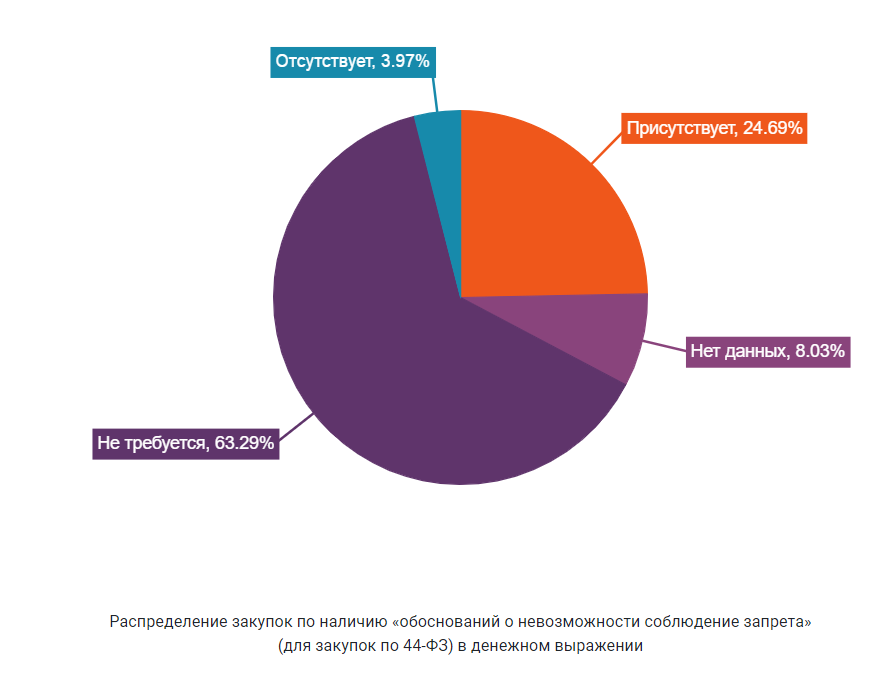 Отсутствует, 3.97%
Присутствует, 24.69%
Нет данных, 8.03%
Не требуется, 63.29%
Распределение закупок по наличию «обоснований о невозможности соблюдение запрета»
(для закупок по 44-ФЗ) в денежном выражении